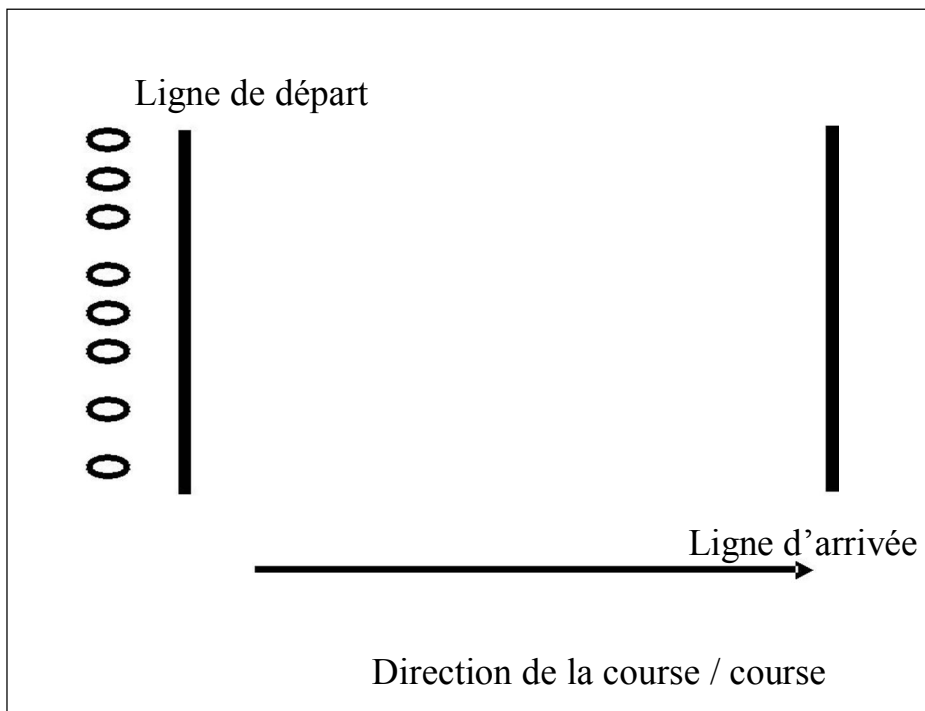 Ligne de départ
Ligne d’arrivée
Direction de la course / course